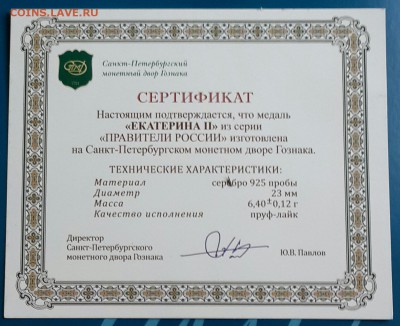 COINS.LAVE.RU
Санкт-Петербургский
монетный двор Гознака
СЕРТИФИКАТ
Настоящим подтверждается, что медаль
«ЕКАТЕРИНА II» из серии
«ПРАВИТЕЛИ РОССИИ» изготовлена
на Санкт-Петербургском монетном дворе Гознака.
ТЕХНИЧЕСКИЕ ХАРАКТЕРИСТИКИ:
Материал серебро 925 пробы
Диаметр 23 мм
Масса 6,40±0,12 г
Качество исполнения пруф-лайк
Директор
Санкт-Петербургского
монетного двора Гознака
Ю.В. Павлов